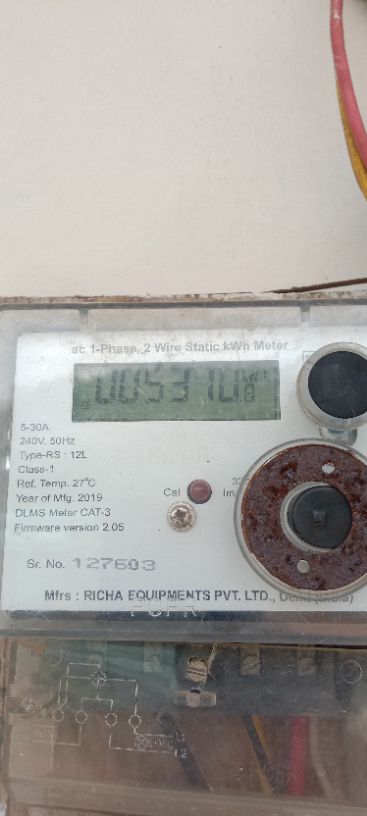 ac 1-Phase, 2 Wire Static kWh Meter
005310
kWh
5-30A
240V, 50Hz
Type-RS : 12L
Class-1
Ref. Temp. 27°C
Year of Mfg. 2019
DLMS Meter CAT-3
Firmware version 2.05
Cal
Im
Sr. No. 127603
Mfrs : RICHA EQUIPMENTS PVT. LTD.,